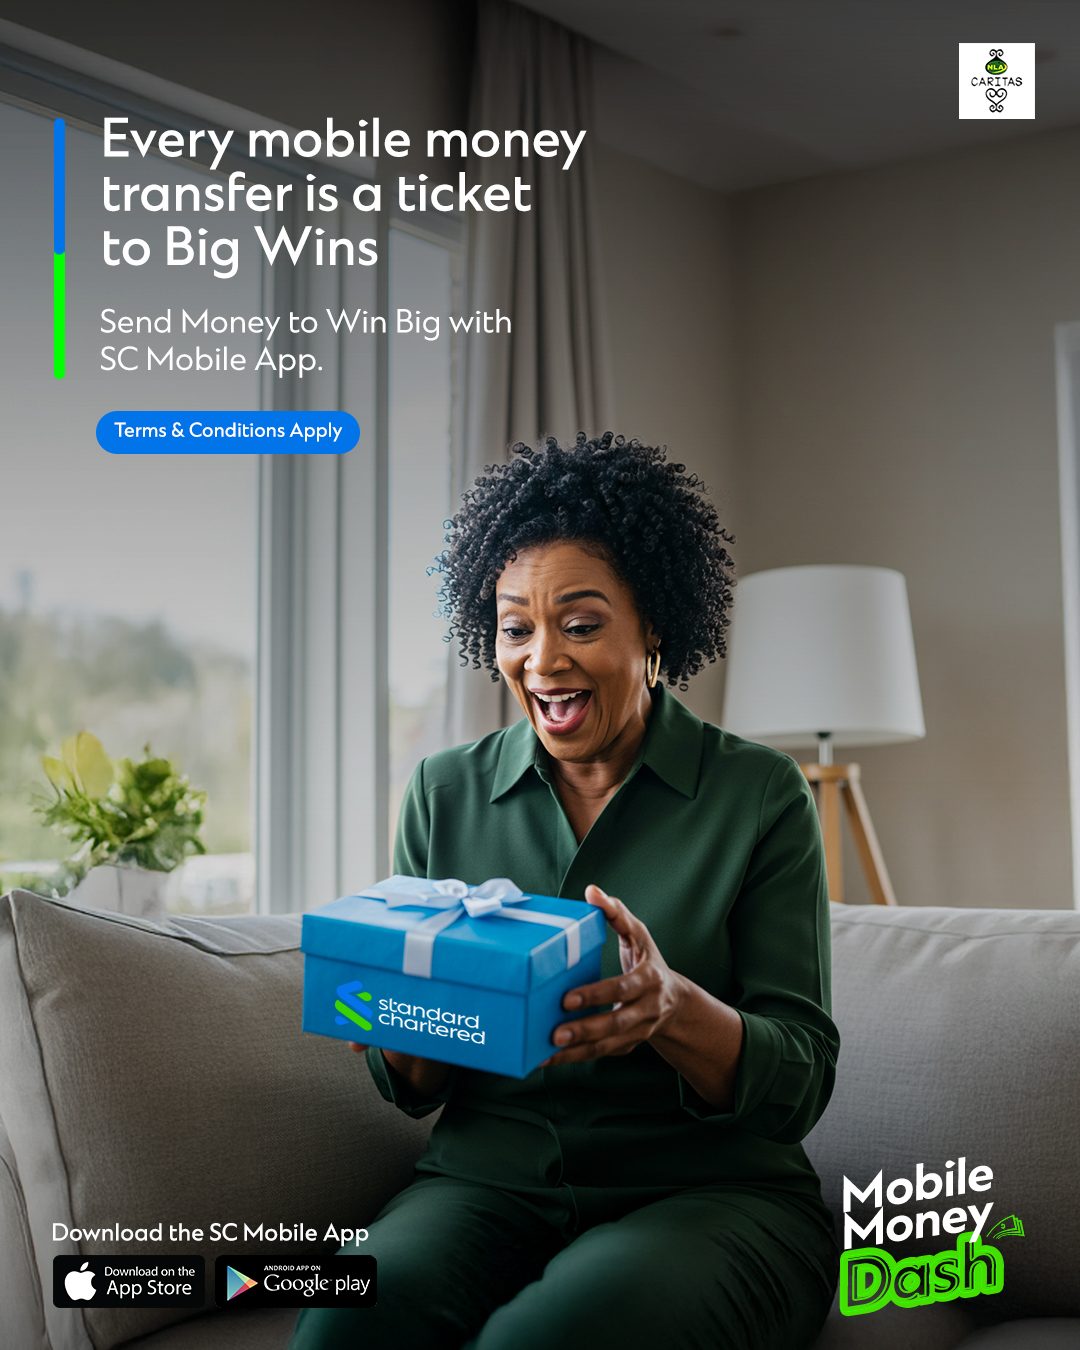 NLA
CARITAS
Every mobile money
transfer is a ticket
to Big Wins
Send Money to Win Big with
SC Mobile App.
Terms & Conditions Apply
standard
chartered
Mobile
Money
Dash
Download the SC Mobile App
Download on the
App Store
ANDROID APP ON
Google play